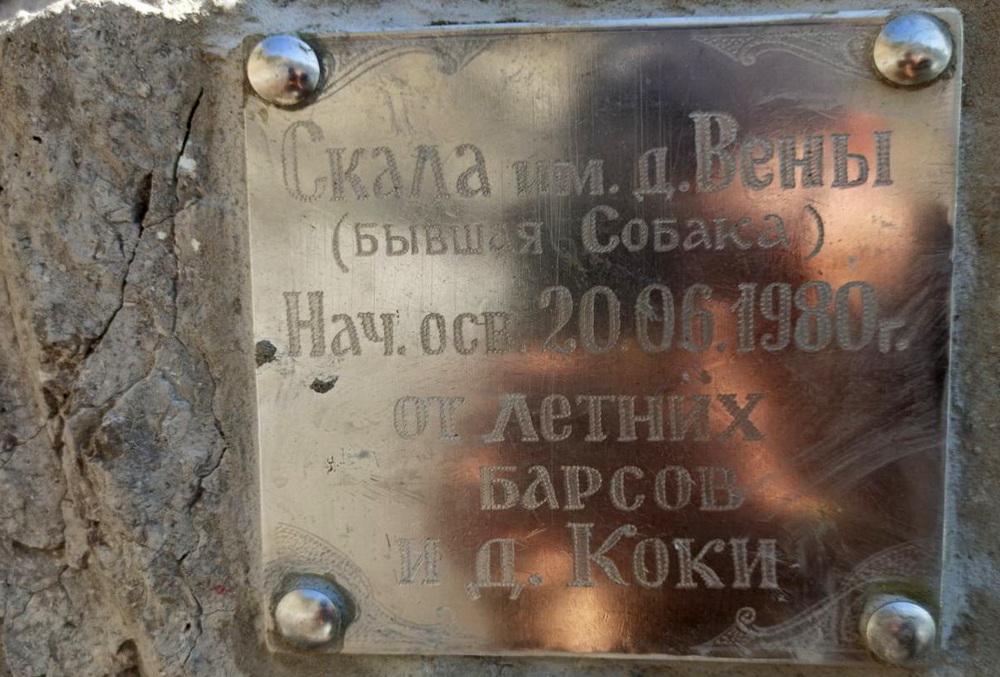 Скала им. д. Вены
(бывшая Собака)
Нач. осв. 20.06.1980г.
от летних
барсов
и д. Коки